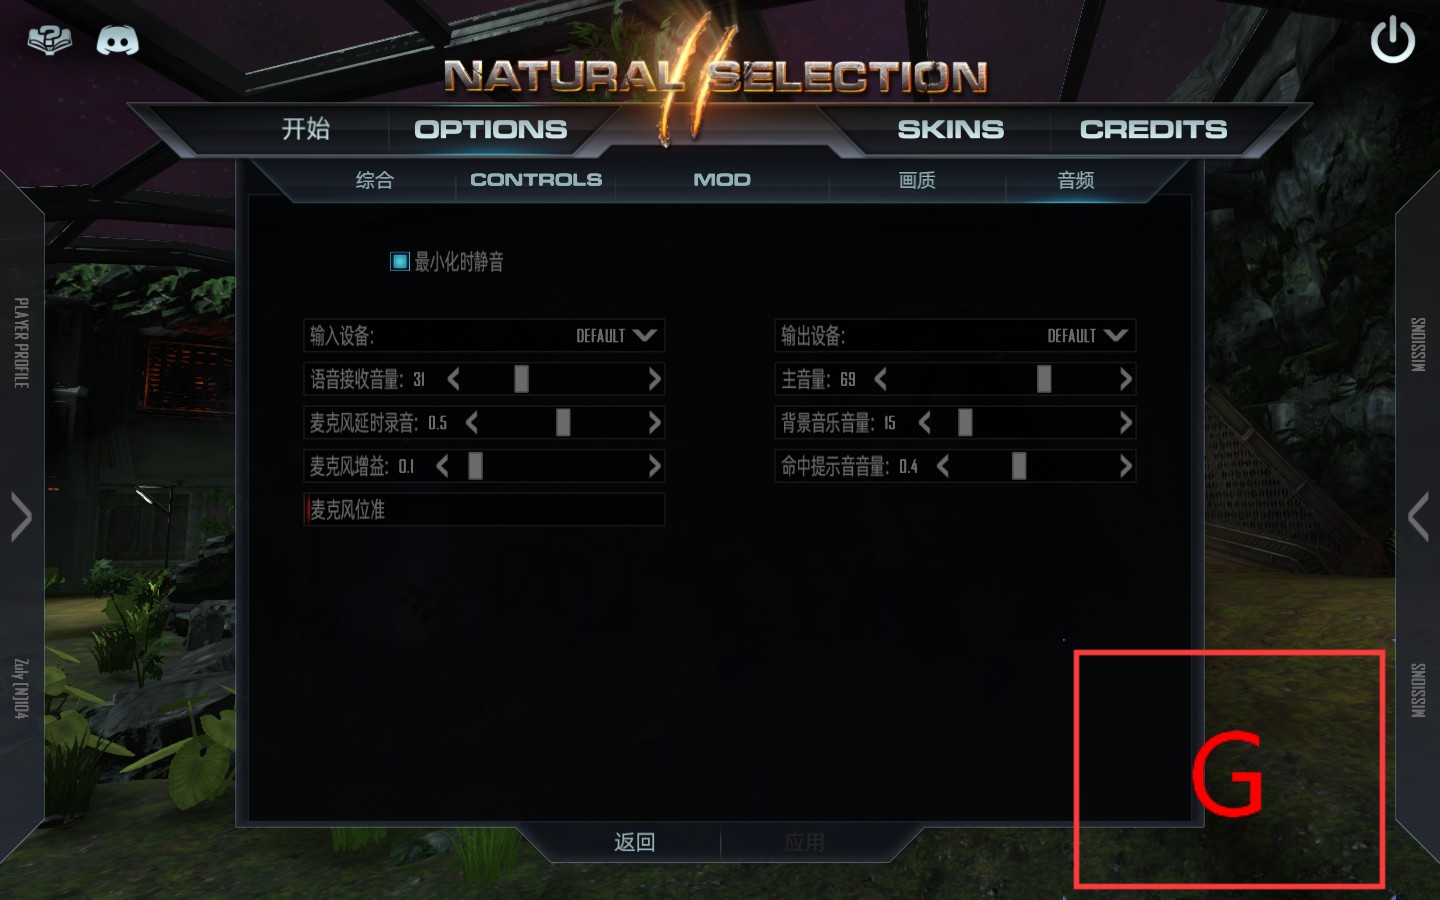 NATURAL SELECTION
开始 OPTIONS SKINS CREDITS
综合 CONTROLS MOD 画质 音频
最小化时静音
输入设备: DEFAULT
输出设备: DEFAULT
语音接收音量: 31
主音量: 69
麦克风延时录音: 0.5
背景音乐音量: 15
麦克风增益: 0.1
命中提示音音量: 0.4
麦克风位准
返回 应用
PLAYER PROFILE
Zuly [N]104
MISSIONS
MISSIONS
G